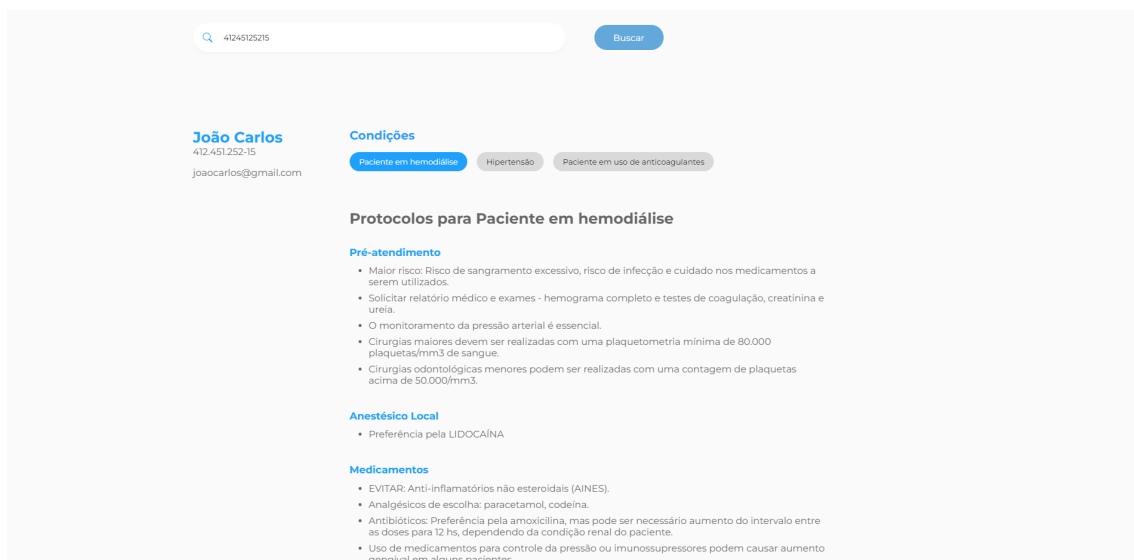 41245125215
Buscar
João Carlos
412.451.252-15
joaocarlos@gmail.com
Condições
Paciente em hemodiálise
Hipertensão
Paciente em uso de anticoagulantes
Protocolos para Paciente em hemodiálise
Pré-atendimento
• Maior risco: Risco de sangramento excessivo, risco de infecção e cuidado nos medicamentos a
serem utilizados.
• Solicitar relatório médico e exames - hemograma completo e testes de coagulação, creatinina e
ureia.
• O monitoramento da pressão arterial é essencial.
• Cirurgias maiores devem ser realizadas com uma plaquetometria mínima de 80.000
plaquetas/mm3 de sangue.
• Cirurgias odontológicas menores podem ser realizadas com uma contagem de plaquetas
acima de 50.000/mm3.
Anestésico Local
• Preferência pela LIDOCAÍNA
Medicamentos
• EVITAR: Anti-inflamatórios não esteroidais (AINES).
• Analgésicos de escolha: paracetamol, codeína.
• Antibióticos: Preferência pela amoxicilina, mas pode ser necessário aumento do intervalo entre
as doses para 12 hs, dependendo da condição renal do paciente.
• Uso de medicamentos para controle da pressão ou imunossupressores podem causar aumento
gengival em alguns pacientes.